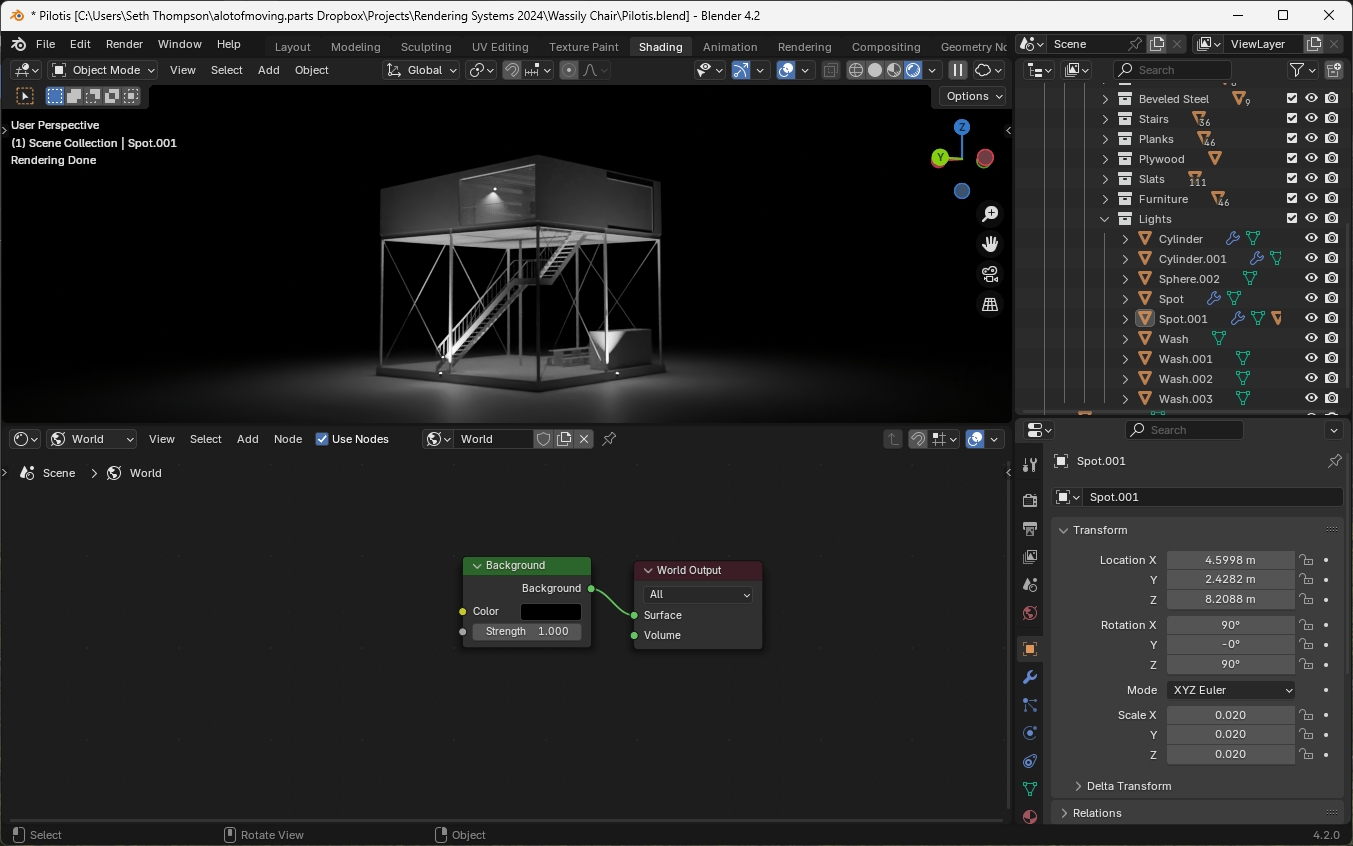 * Pilotis [C:\Users\Seth Thompson\alotofmoving.parts Dropbox\Projects\Rendering Systems 2024\Wassily Chair\Pilotis.blend] - Blender 4.2
File Edit Render Window Help Layout Modeling Sculpting UV Editing Texture Paint Shading Animation Rendering Compositing Geometry No Scene ViewLayer
Object Mode View Select Add Object Global Search
Options
User Perspective
(1) Scene Collection | Spot.001
Rendering Done
Z
Y
Beveled Steel 9
Stairs 36
Planks 46
Plywood
Slats 111
Furniture 46
Lights
Cylinder
Cylinder.001
Sphere.002
Spot
Spot.001
Wash
Wash.001
Wash.002
Wash.003
World View Select Add Node Use Nodes World
Scene World
Background
Background
Color
Strength 1.000
World Output
All
Surface
Volume
Search
Spot.001
Spot.001
Transform
Location X 4.5998 m
Y 2.4282 m
Z 8.2088 m
Rotation X 90°
Y -0°
Z 90°
Mode XYZ Euler
Scale X 0.020
Y 0.020
Z 0.020
Delta Transform
Relations
Select Rotate View Object 4.2.0